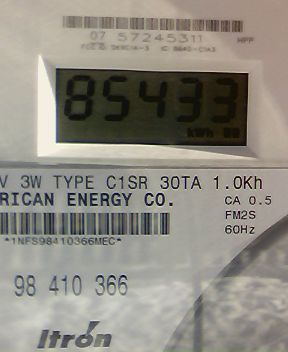 07 57245311
HPP
85433
kWh
V 3W TYPE C1SR 30TA 1.0Kh
RICAN ENERGY CO.
CA 0.5
FM2S
60Hz
*1NFS98410366MEC*
98 410 366
Itron